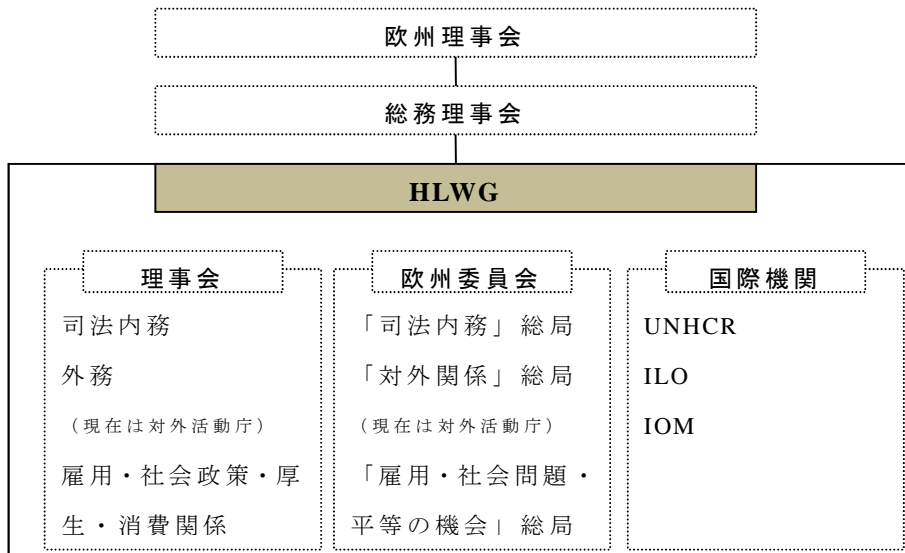 欧州理事会
総務理事会
HLWG
理事会
司法内務
外務
（現在は対外活動庁）
雇用・社会政策・厚
生・消費関係
欧州委員会
「司法内務」総局
「対外関係」総局
（現在は対外活動庁）
「雇用・社会問題・
平等の機会」総局
国際機関
UNHCR
ILO
IOM